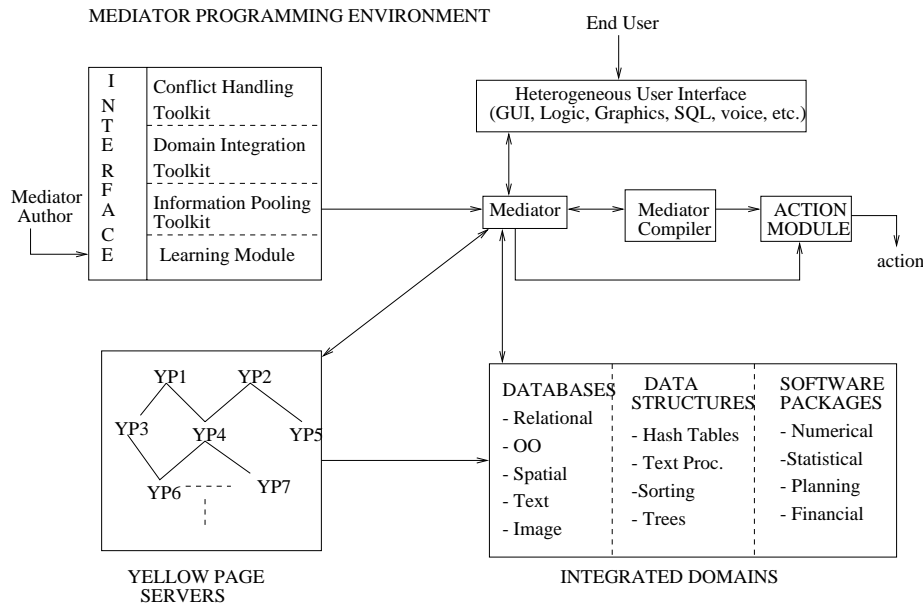 MEDIATOR PROGRAMMING ENVIRONMENT
End User
I N T E R F A C E
Conflict Handling
Toolkit
Domain Integration
Toolkit
Information Pooling
Toolkit
Learning Module
Mediator
Author
Heterogeneous User Interface
(GUI, Logic, Graphics, SQL, voice, etc.)
Mediator
Mediator
Compiler
ACTION
MODULE
action
YP1
YP2
YP3
YP4
YP5
YP6
YP7
YELLOW PAGE
SERVERS
DATABASES
- Relational
- OO
- Spatial
- Text
- Image
DATA
STRUCTURES
- Hash Tables
- Text Proc.
-Sorting
- Trees
SOFTWARE
PACKAGES
- Numerical
-Statistical
- Planning
- Financial
INTEGRATED DOMAINS